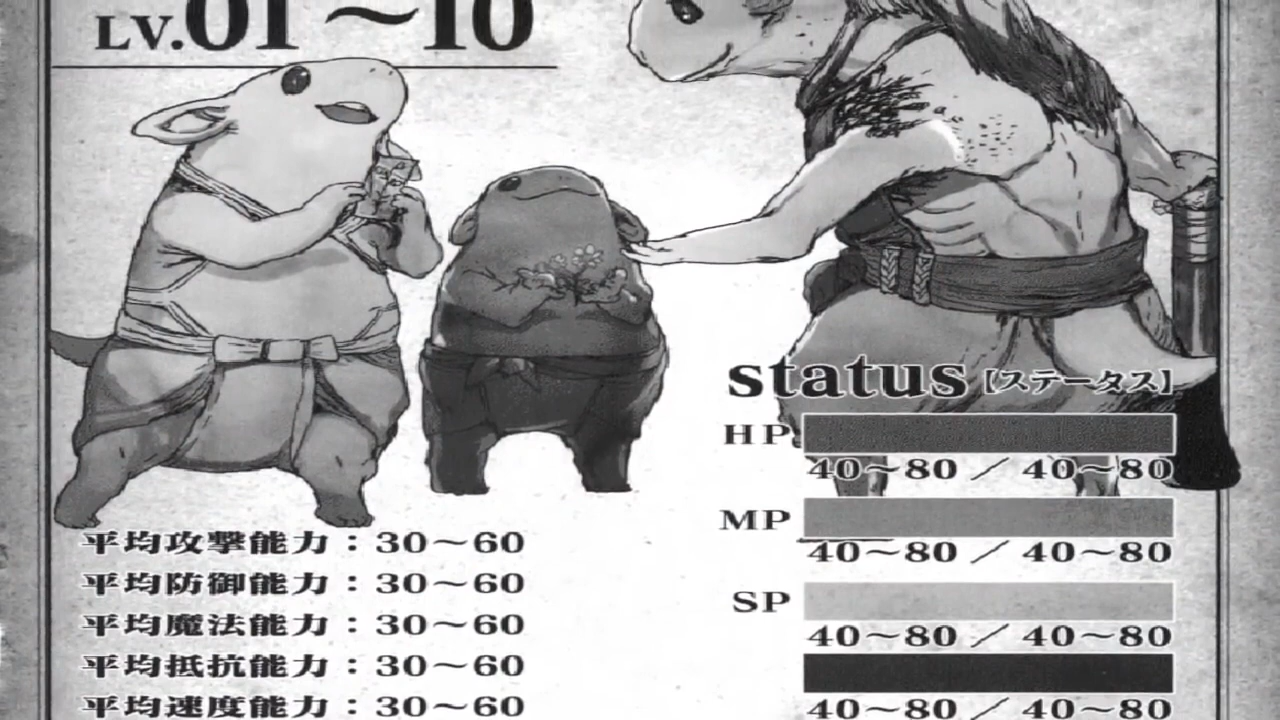 LV.01～10
status【ステータス】
HP
40～80／40～80
MP
40～80／40～80
SP
40～80／40～80
40～80／40～80
平均攻撃能力：30～60
平均防御能力：30～60
平均魔法能力：30～60
平均抵抗能力：30～60
平均速度能力：30～60